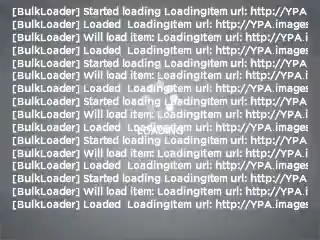 [BulkLoader] Started loading LoadingItem url: http://YPA
[BulkLoader] Loaded LoadingItem url: http://YPA.images
[BulkLoader] Will load item: LoadingItem url: http://YPA.i
[BulkLoader] Loaded LoadingItem url: http://YPA.images
[BulkLoader] Started loading LoadingItem url: http://YPA
[BulkLoader] Will load item: LoadingItem url: http://YPA.i
[BulkLoader] Loaded LoadingItem url: http://YPA.images
[BulkLoader] Started loading LoadingItem url: http://YPA
[BulkLoader] Will load item: LoadingItem url: http://YPA.i
[BulkLoader] Loaded LoadingItem url: http://YPA.images
LOADING
[BulkLoader] Started loading LoadingItem url: http://YPA
[BulkLoader] Will load item: LoadingItem url: http://YPA.i
[BulkLoader] Loaded LoadingItem url: http://YPA.images
[BulkLoader] Started loading LoadingItem url: http://YPA
[BulkLoader] Will load item: LoadingItem url: http://YPA.i
[BulkLoader] Loaded LoadingItem url: http://YPA.images